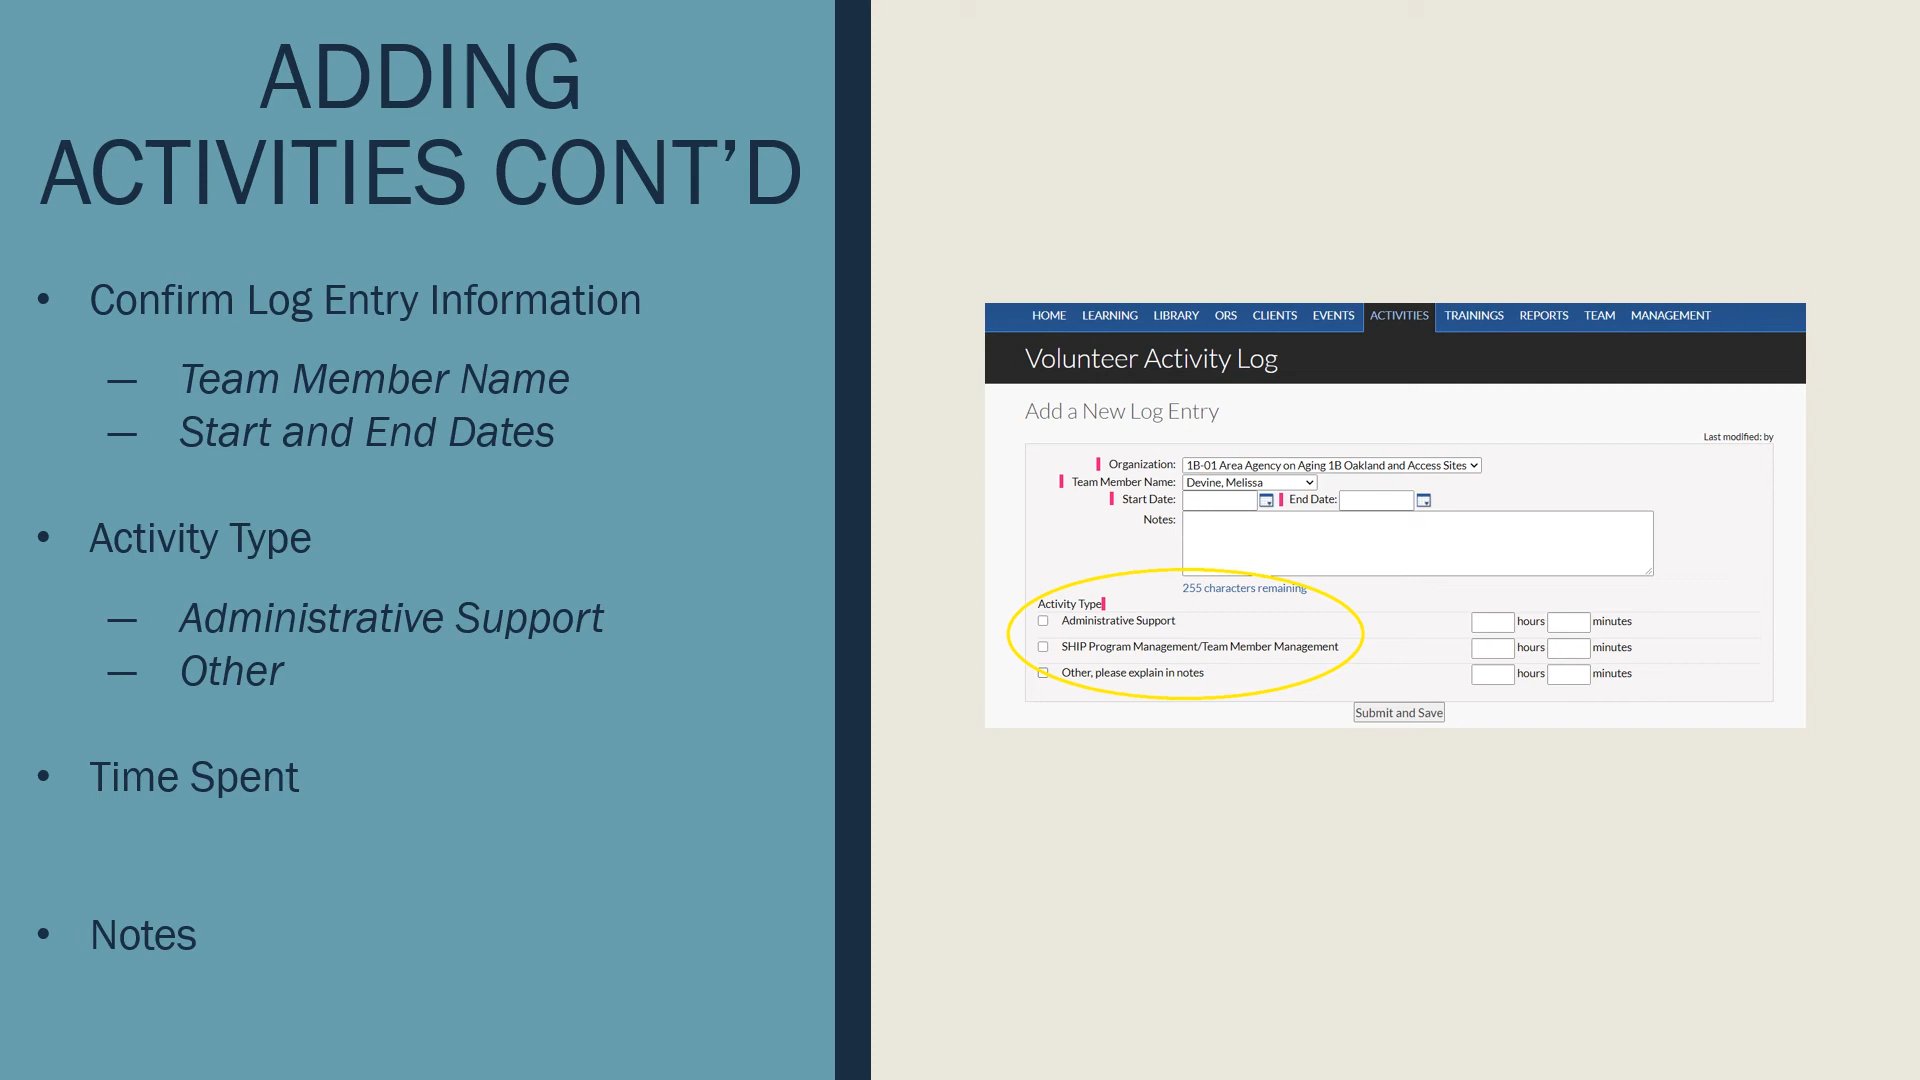 ADDING
ACTIVITIES CONT’D
• Confirm Log Entry Information
— Team Member Name
— Start and End Dates
• Activity Type
— Administrative Support
— Other
• Time Spent
• Notes
HOME LEARNING LIBRARY ORS CLIENTS EVENTS ACTIVITIES TRAININGS REPORTS TEAM MANAGEMENT
Volunteer Activity Log
Add a New Log Entry
Last modified: by
Organization: 1B-01 Area Agency on Aging 1B Oakland and Access Sites
Team Member Name: Devine, Melissa
Start Date: End Date:
Notes:
255 characters remaining
Activity Type
Administrative Support hours minutes
SHIP Program Management/Team Member Management hours minutes
Other, please explain in notes hours minutes
Submit and Save